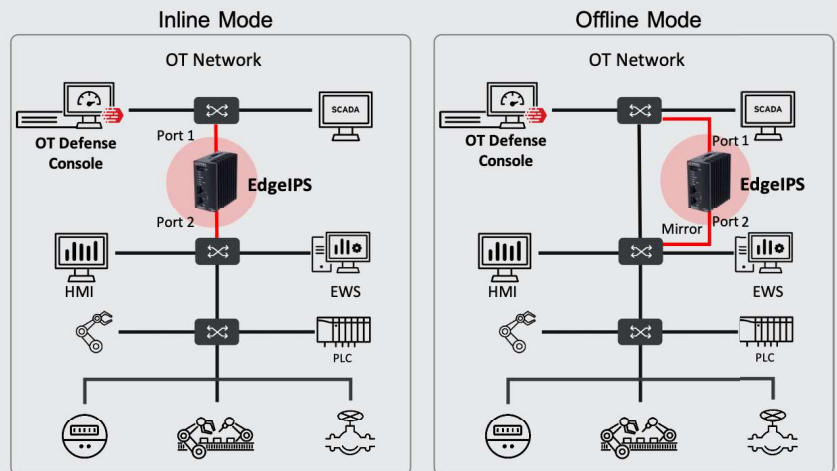 Inline Mode
OT Network
SCADA
OT Defense
Console
Port 1
EdgeIPS
Port 2
HMI
EWS
PLC
Offline Mode
OT Network
SCADA
OT Defense
Console
Port 1
EdgeIPS
Port 2
Mirror
HMI
EWS
PLC